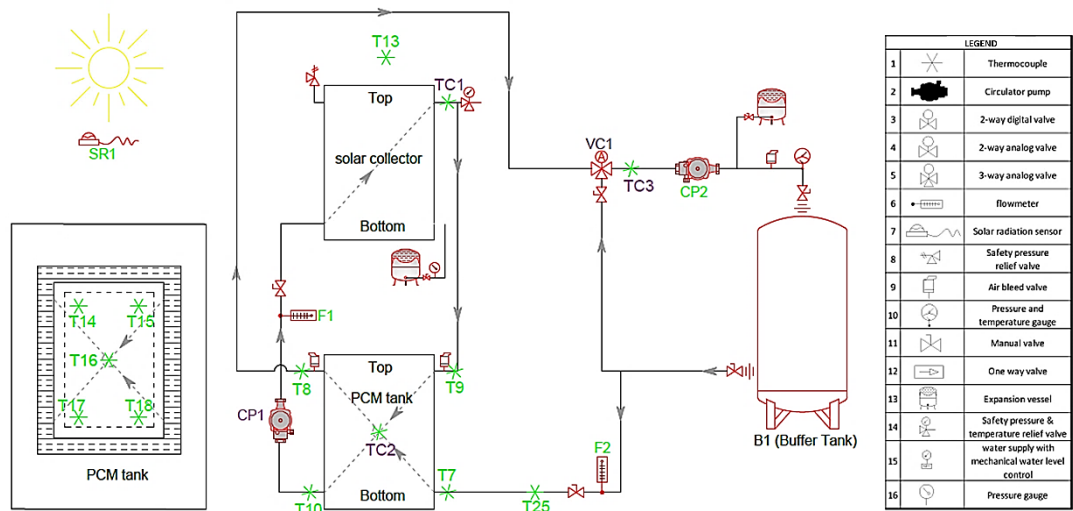 T13
Top
TC1
solar collector
Bottom
SR1
VC1
A
TC3
CP2
F1
T14
T15
T16
T17
T18
PCM tank
T8
Top
T9
PCM tank
CP1
TC2
T10
Bottom
T7
T25
F2
B1 (Buffer Tank)
LEGEND
1 Thermocouple
2 Circulator pump
3 2-way digital valve
4 2-way analog valve
5 3-way analog valve
6 flowmeter
7 Solar radiation sensor
8 Safety pressure
relief valve
9 Air bleed valve
10 Pressure and
temperature gauge
11 Manual valve
12 One way valve
13 Expansion vessel
14 Safety pressure &
temperature relief valve
15 water supply with
mechanical water level
control
16 Pressure gauge